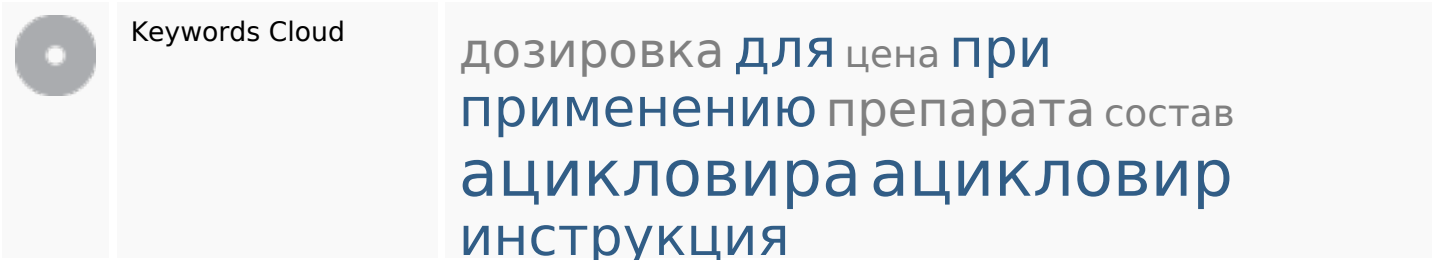 Keywords Cloud
дозировка для цена при
применению препарата состав
ацикловира ацикловир
инструкция